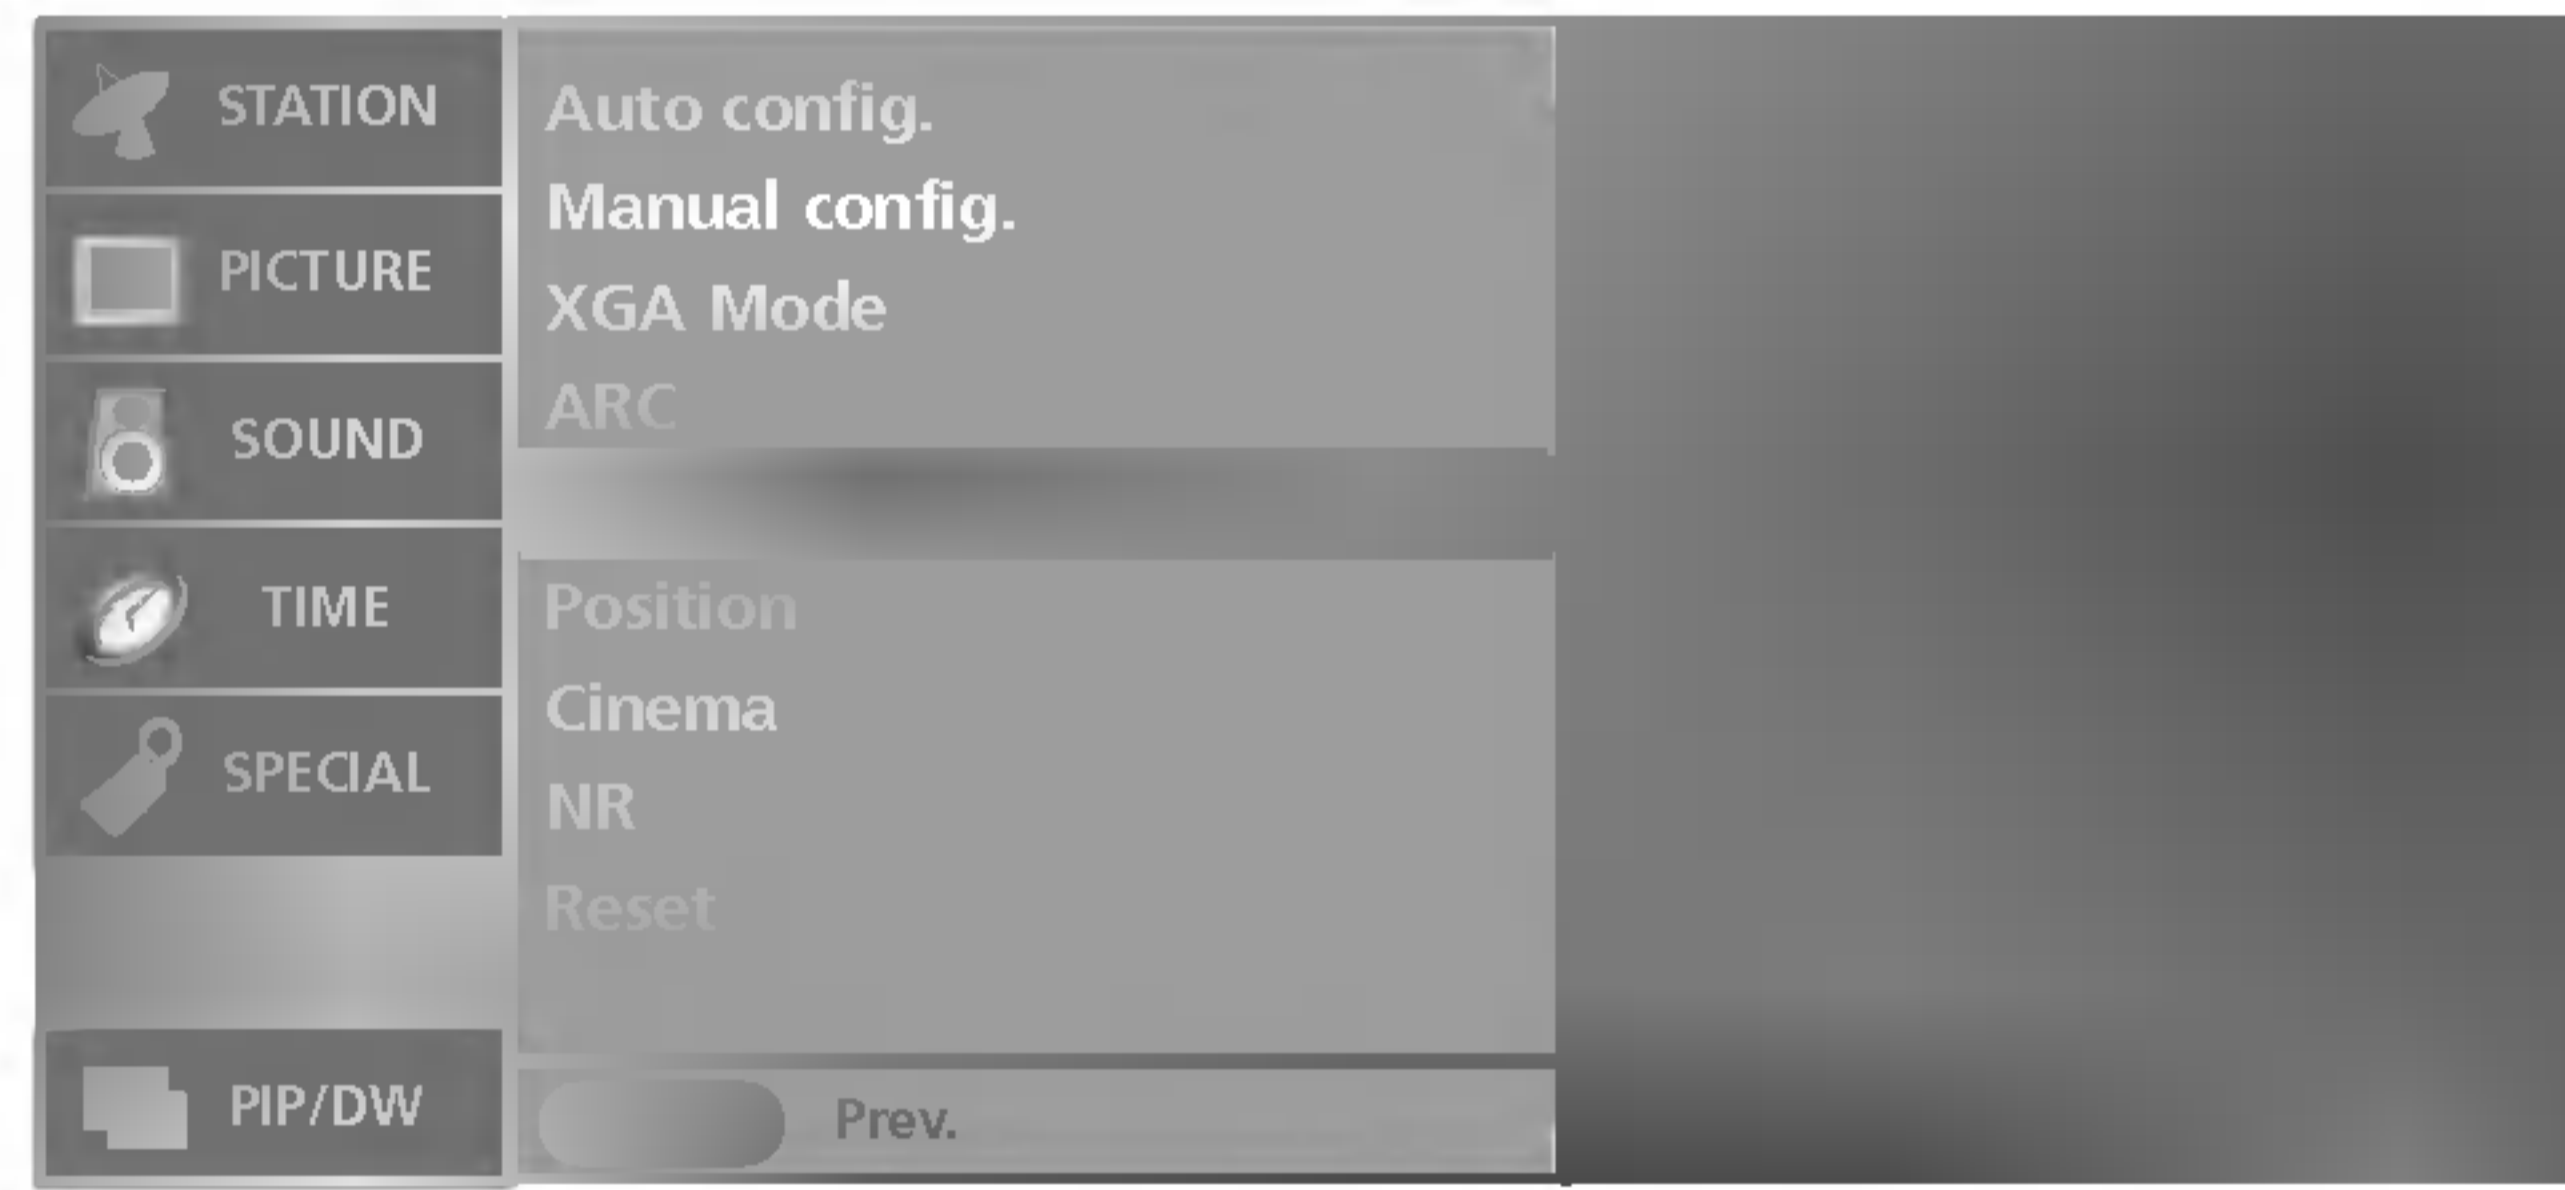 STATION
PICTURE
SOUND
TIME
SPECIAL
PIP/DW
Auto config.
Manual config.
XGA Mode
ARC
Position
Cinema
NR
Reset
Prev.